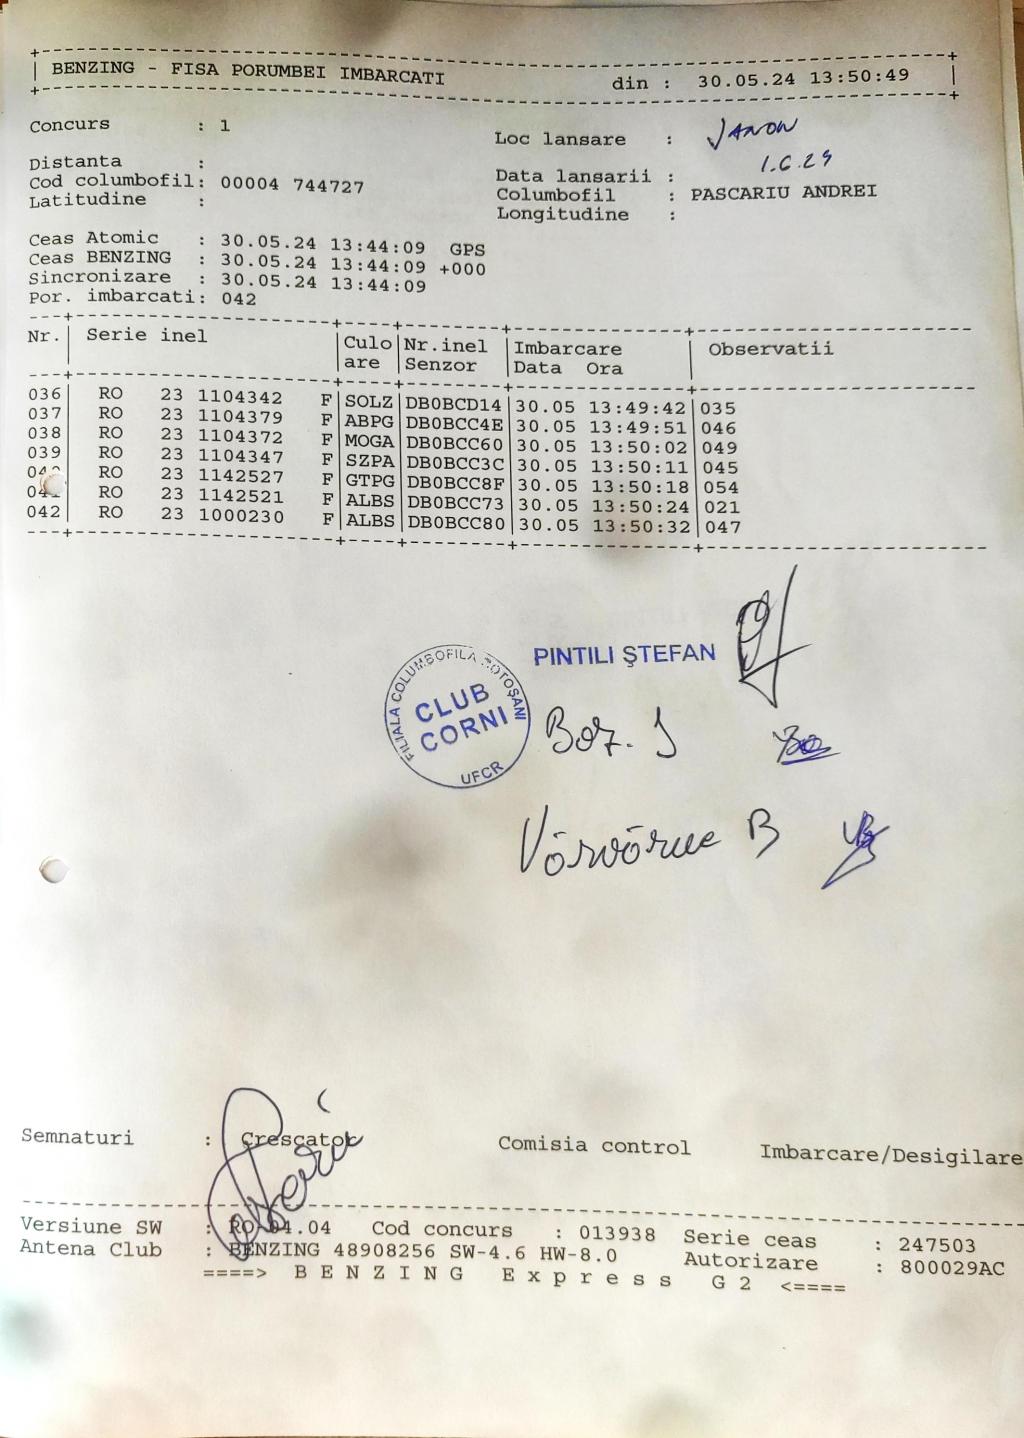 BENZING - FISA PORUMBEI IMBARCATI din : 30.05.24 13:50:49
Concurs : 1
Loc lansare : JANOW
Distanta :
1.6.24
Cod columbofil: 00004 744727
Data lansarii :
Latitudine :
Columbofil : PASCARIU ANDREI
Longitudine :
Ceas Atomic : 30.05.24 13:44:09 GPS
Ceas BENZING : 30.05.24 13:44:09 +000
Sincronizare : 30.05.24 13:44:09
Por. imbarcati: 042
Nr.| Serie inel |Culoare|Nr.inel Senzor|Imbarcare Data Ora| Observatii
036| RO 23 1104342 F|SOLZ|DB0BCD14|30.05 13:49:42|035
037| RO 23 1104379 F|ABPG|DB0BCC4E|30.05 13:49:51|046
038| RO 23 1104372 F|MOGA|DB0BCC60|30.05 13:50:02|049
039| RO 23 1104347 F|SZPA|DB0BCC3C|30.05 13:50:11|045
RO 23 1142527 F|GTPG|DB0BCC8F|30.05 13:50:18|054
RO 23 1142521 F|ALBS|DB0BCC73|30.05 13:50:24|021
042| RO 23 1000230 F|ALBS|DB0BCC80|30.05 13:50:32|047
PINTILI ȘTEFAN
FILIALA COLUMBOFILA BOTOȘANI
CLUB
CORNI
UFCR
Semnaturi : Crescator Comisia control Imbarcare/Desigilare
Versiune SW : RO-04.04 Cod concurs : 013938 Serie ceas : 247503
Antena Club : BENZING 48908256 SW-4.6 HW-8.0 Autorizare : 800029AC
====> B E N Z I N G E x p r e s s G 2 <====